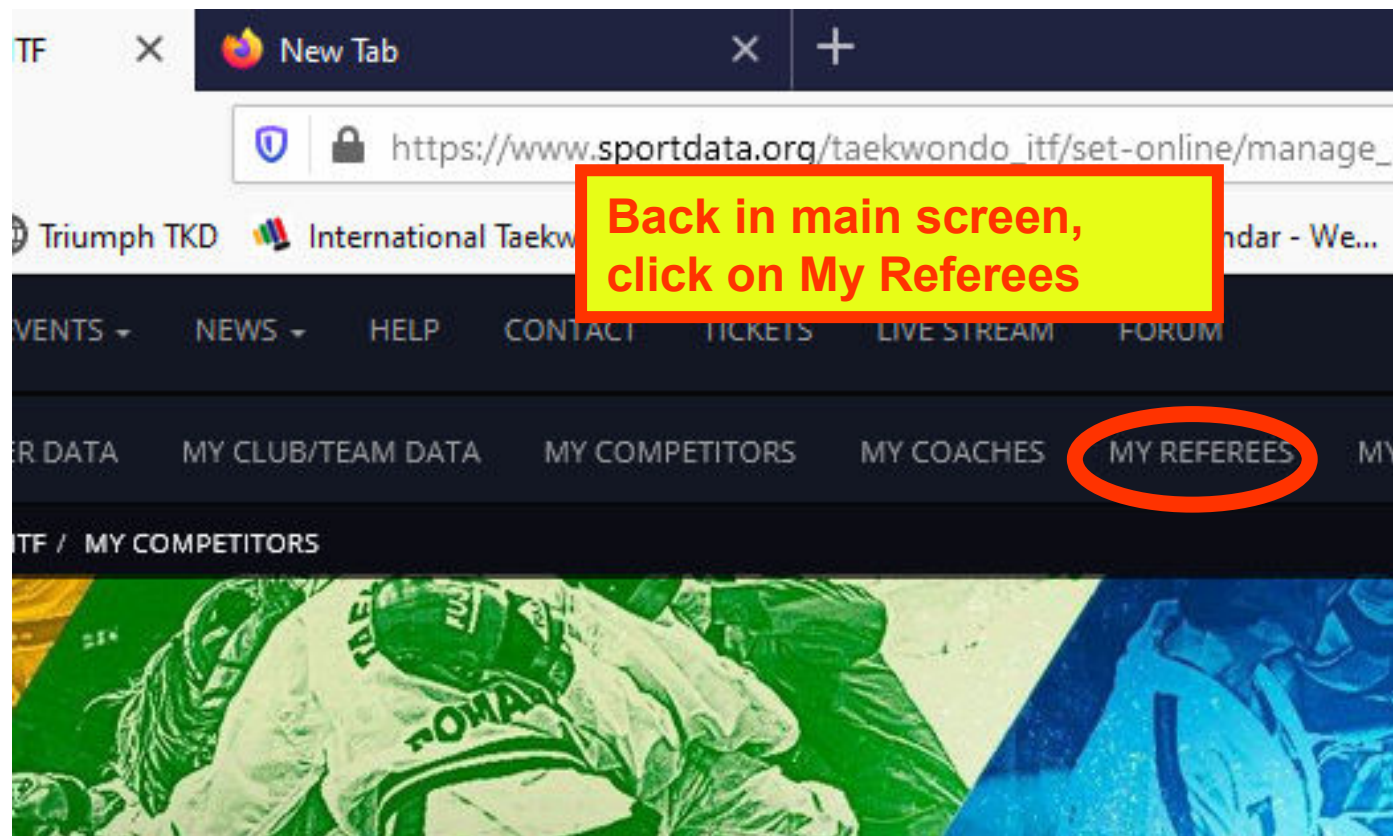 TF
New Tab
https://www.sportdata.org/taekwondo_itf/set-online/manage_
Back in main screen,
click on My Referees
Triumph TKD International Taekw ndar - We...
VENTS NEWS HELP CONTACT TICKETS LIVE STREAM FORUM
ER DATA MY CLUB/TEAM DATA MY COMPETITORS MY COACHES MY REFEREES MY
ITF / MY COMPETITORS